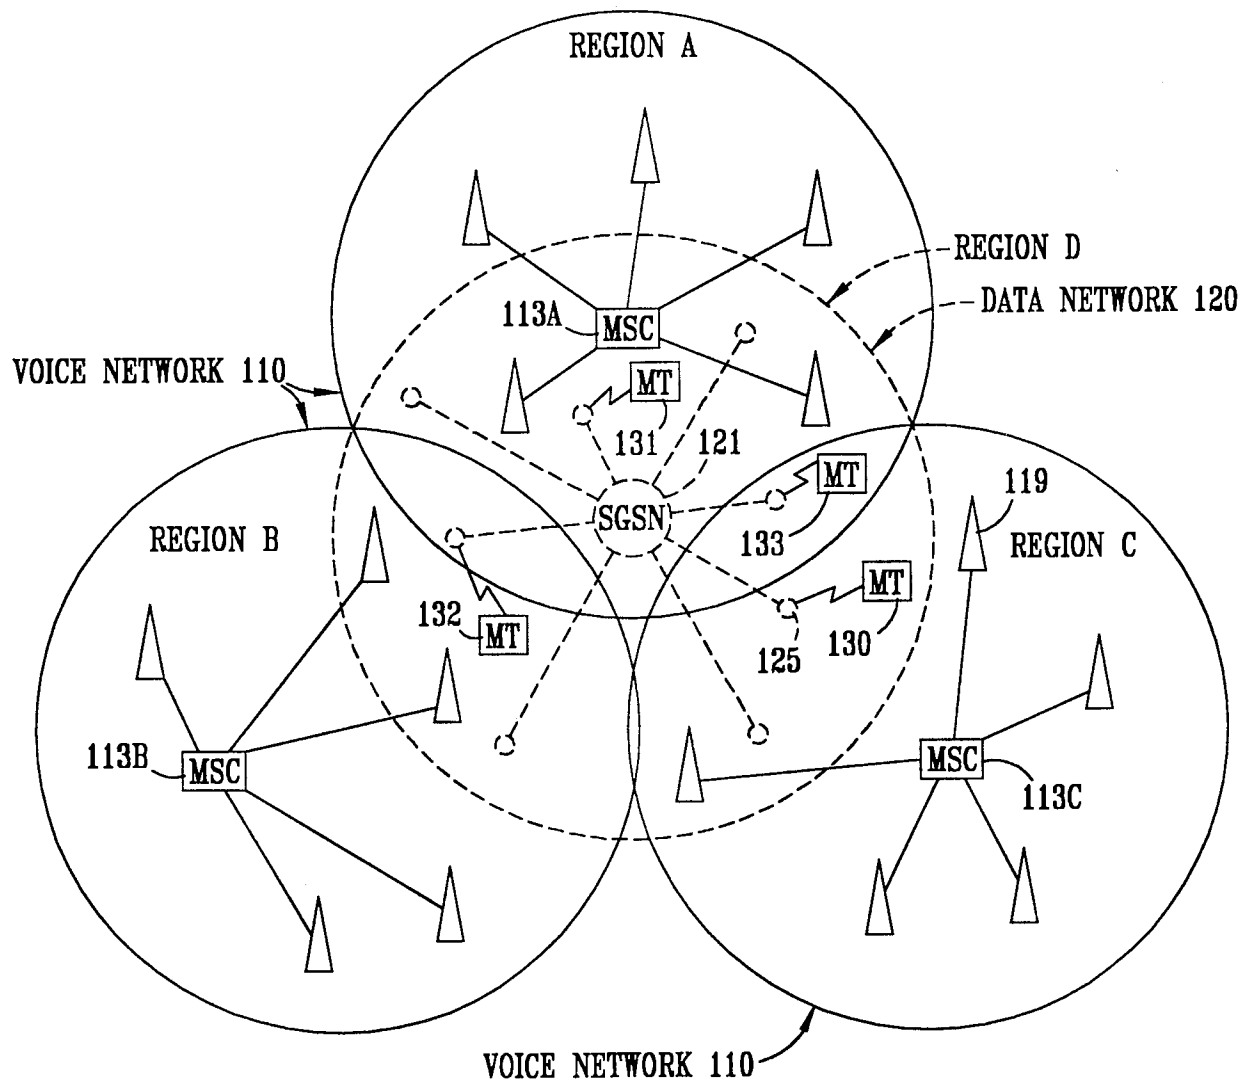 REGION A
REGION D
DATA NETWORK 120
113A
MSC
VOICE NETWORK 110
MT
131
121
MT
119
SGSN
133
REGION B
REGION C
MT
132
MT
125
130
113B
MSC
MSC
113C
VOICE NETWORK 110